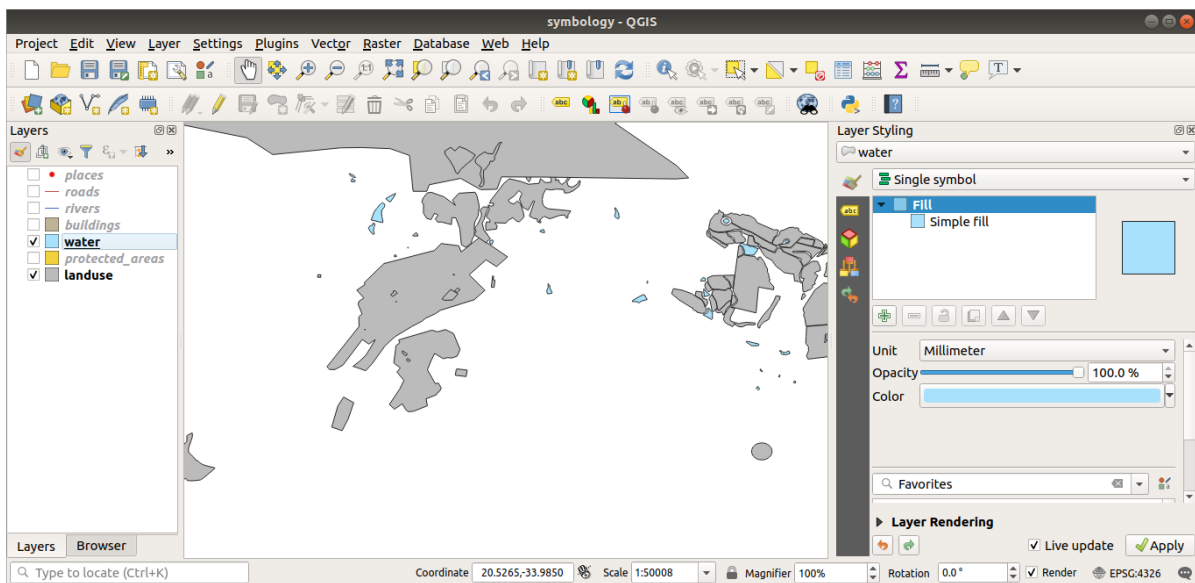 symbology - QGIS
Project Edit View Layer Settings Plugins Vector Raster Database Web Help
Layers
places
roads
rivers
buildings
water
protected_areas
landuse
Layers Browser
Layer Styling
water
Single symbol
Fill
Simple fill
Unit Millimeter
Opacity 100.0 %
Color
Favorites
Layer Rendering
Live update Apply
Type to locate (Ctrl+K) Coordinate 20.5265,-33.9850 Scale 1:50008 Magnifier 100% Rotation 0.0 ° Render EPSG:4326